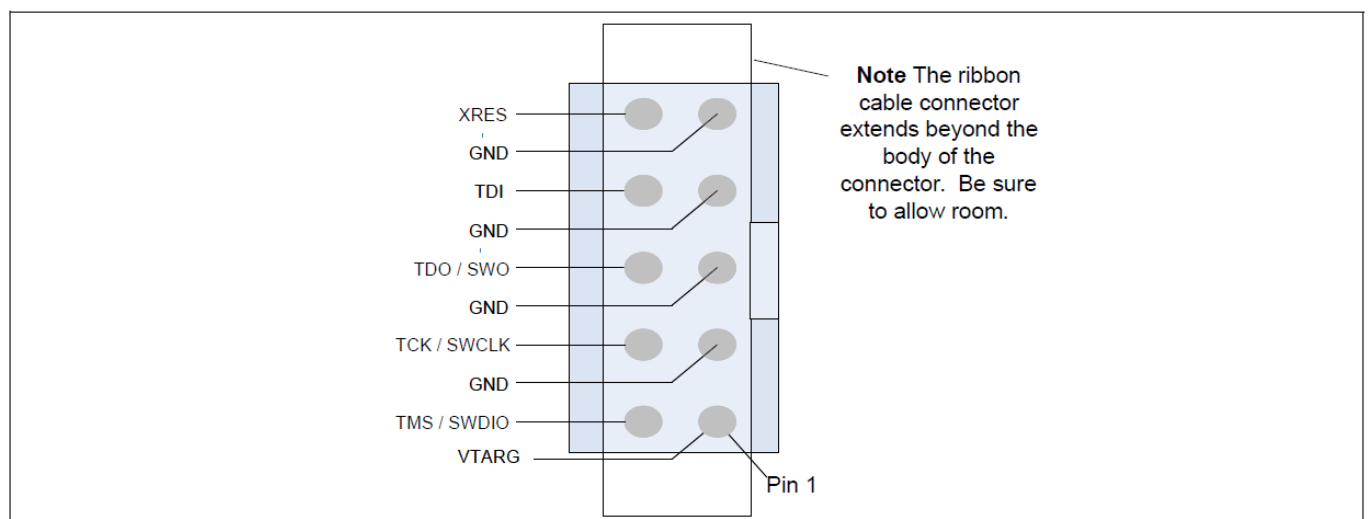 XRES
GND
TDI
GND
TDO / SWO
GND
TCK / SWCLK
GND
TMS / SWDIO
VTARG
Pin 1
Note The ribbon
cable connector
extends beyond the
body of the
connector. Be sure
to allow room.